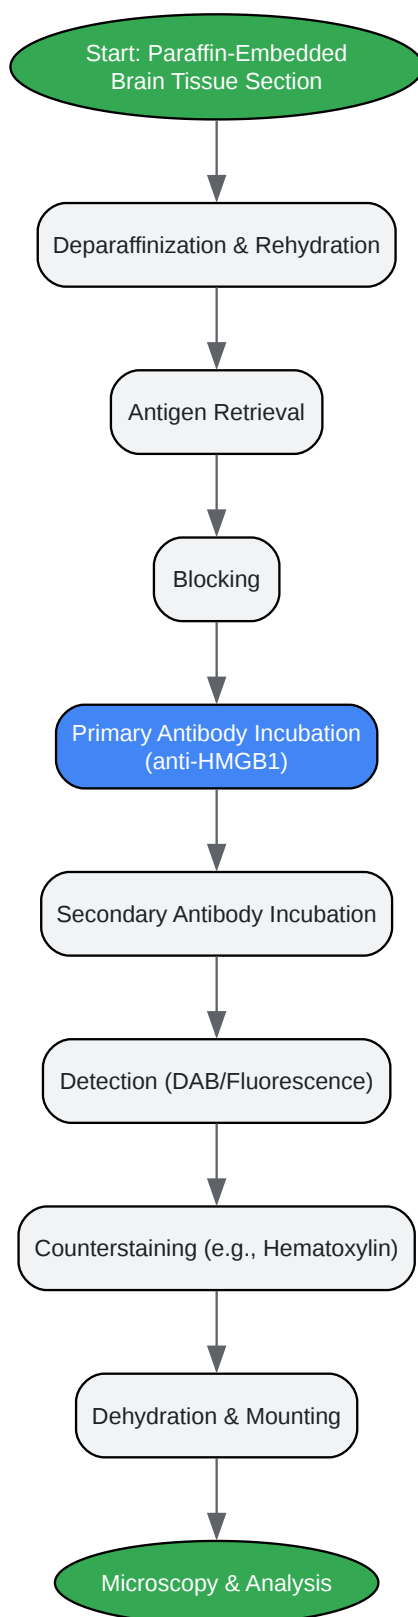 Start: Paraffin-Embedded
Brain Tissue Section
Deparaffinization & Rehydration
Antigen Retrieval
Blocking
Primary Antibody Incubation
(anti-HMGB1)
Secondary Antibody Incubation
Detection (DAB/Fluorescence)
Counterstaining (e.g., Hematoxylin)
Dehydration & Mounting
Microscopy & Analysis